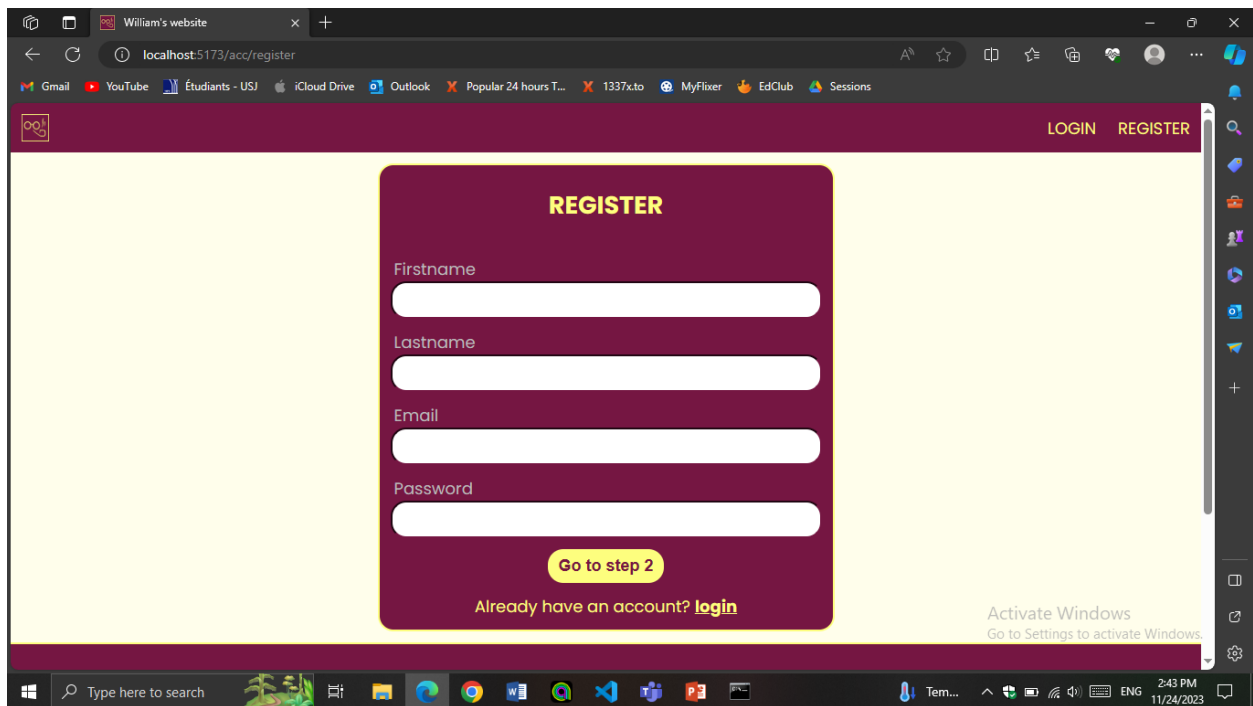 William's website
localhost:5173/acc/register
Gmail YouTube Étudiants - USJ iCloud Drive Outlook Popular 24 hours T... 1337x.to MyFlixer EdClub Sessions
LOGIN REGISTER
REGISTER
Firstname
Lastname
Email
Password
Go to step 2
Already have an account? login
Activate Windows
Go to Settings to activate Windows.
Type here to search
Tem...
ENG
2:43 PM
11/24/2023